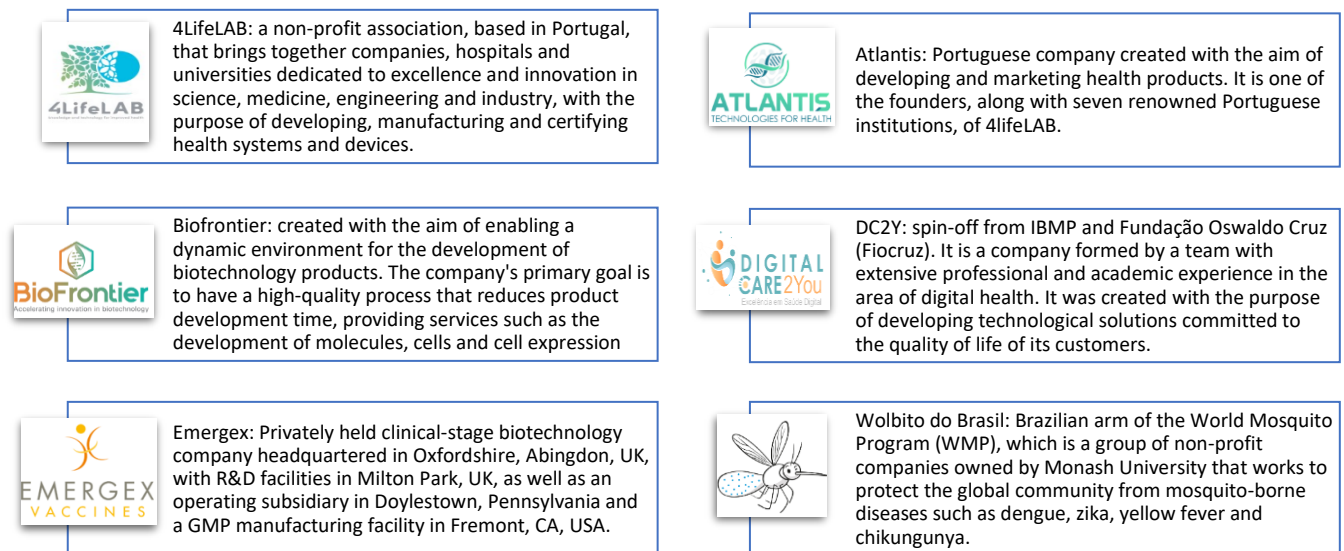 4LifeLAB
4LifeLAB: a non-profit association, based in Portugal,
that brings together companies, hospitals and
universities dedicated to excellence and innovation in
science, medicine, engineering and industry, with the
purpose of developing, manufacturing and certifying
health systems and devices.
ATLANTIS
TECHNOLOGIES FOR HEALTH
Atlantis: Portuguese company created with the aim of
developing and marketing health products. It is one of
the founders, along with seven renowned Portuguese
institutions, of 4lifeLAB.
BioFrontier
Accelerating innovation in biotechnology
Biofrontier: created with the aim of enabling a
dynamic environment for the development of
biotechnology products. The company's primary goal is
to have a high-quality process that reduces product
development time, providing services such as the
development of molecules, cells and cell expression
DIGITAL
CARE2You
Excelência em Saúde Digital
DC2Y: spin-off from IBMP and Fundação Oswaldo Cruz
(Fiocruz). It is a company formed by a team with
extensive professional and academic experience in the
area of digital health. It was created with the purpose
of developing technological solutions committed to
the quality of life of its customers.
EMERGEX
VACCINES
Emergex: Privately held clinical-stage biotechnology
company headquartered in Oxfordshire, Abingdon, UK,
with R&D facilities in Milton Park, UK, as well as an
operating subsidiary in Doylestown, Pennsylvania and
a GMP manufacturing facility in Fremont, CA, USA.
Wolbito do Brasil: Brazilian arm of the World Mosquito
Program (WMP), which is a group of non-profit
companies owned by Monash University that works to
protect the global community from mosquito-borne
diseases such as dengue, zika, yellow fever and
chikungunya.